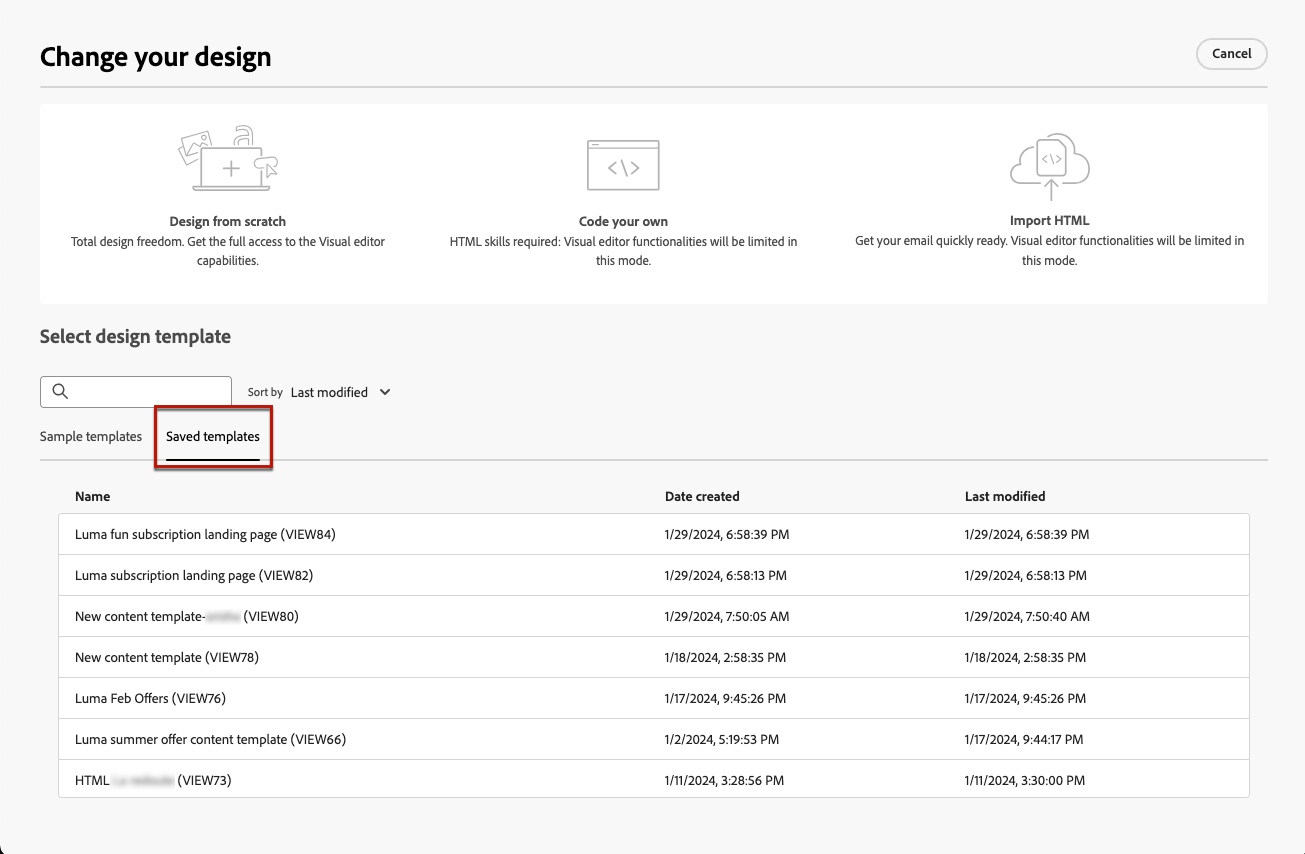 Change your design
Cancel
Design from scratch
Total design freedom. Get the full access to the Visual editor
capabilities.
Code your own
HTML skills required: Visual editor functionalities will be limited in
this mode.
Import HTML
Get your email quickly ready. Visual editor functionalities will be limited in
this mode.
Select design template
Sort by Last modified
Sample templates Saved templates
Name Date created Last modified
Luma fun subscription landing page (VIEW84) 1/29/2024, 6:58:39 PM 1/29/2024, 6:58:39 PM
Luma subscription landing page (VIEW82) 1/29/2024, 6:58:13 PM 1/29/2024, 6:58:13 PM
New content template- (VIEW80) 1/29/2024, 7:50:05 AM 1/29/2024, 7:50:40 AM
New content template (VIEW78) 1/18/2024, 2:58:35 PM 1/18/2024, 2:58:35 PM
Luma Feb Offers (VIEW76) 1/17/2024, 9:45:26 PM 1/17/2024, 9:45:26 PM
Luma summer offer content template (VIEW66) 1/2/2024, 5:19:53 PM 1/17/2024, 9:44:17 PM
HTML (VIEW73) 1/11/2024, 3:28:56 PM 1/11/2024, 3:30:00 PM